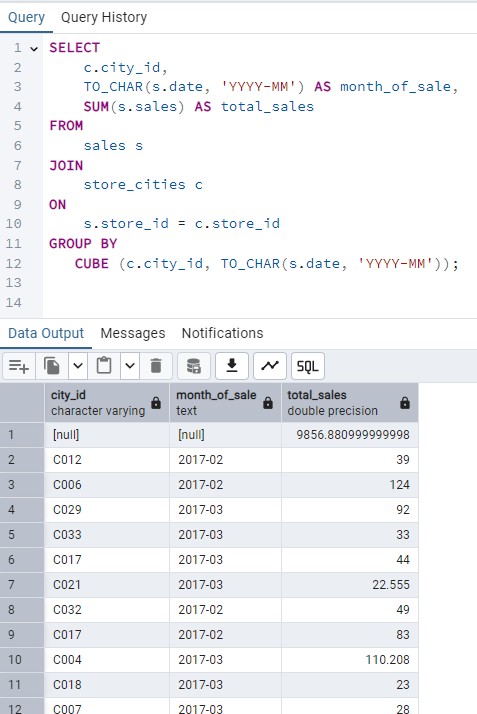 Query Query History
1 SELECT
2 c.city_id,
3 TO_CHAR(s.date, 'YYYY-MM') AS month_of_sale,
4 SUM(s.sales) AS total_sales
5 FROM
6 sales s
7 JOIN
8 store_cities c
9 ON
10 s.store_id = c.store_id
11 GROUP BY
12 CUBE (c.city_id, TO_CHAR(s.date, 'YYYY-MM'));
13
14
Data Output Messages Notifications
SQL
city_id month_of_sale total_sales
character varying text double precision
1 [null] [null] 9856.880999999998
2 C012 2017-02 39
3 C006 2017-02 124
4 C029 2017-03 92
5 C033 2017-03 33
6 C017 2017-03 44
7 C021 2017-03 22.555
8 C032 2017-02 49
9 C017 2017-02 83
10 C004 2017-03 110.208
11 C018 2017-03 23
12 C007 2017-03 28